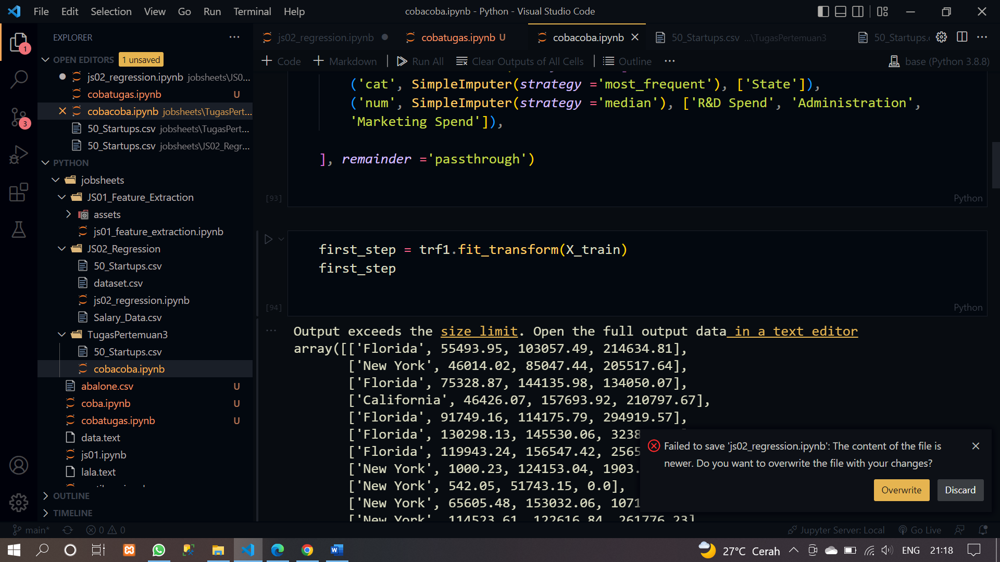 File Edit Selection View Go Run Terminal Help
cobacoba.ipynb - Python - Visual Studio Code
EXPLORER
OPEN EDITORS 1 unsaved
js02_regression.ipynb jobsheets\JS0...
cobatugas.ipynb U
cobacoba.ipynb jobsheets\TugasPert...
50_Startups.csv jobsheets\TugasPert...
50_Startups.csv jobsheets\JS02_Regr...
PYTHON
jobsheets
JS01_Feature_Extraction
assets
js01_feature_extraction.ipynb
JS02_Regression
50_Startups.csv
dataset.csv
js02_regression.ipynb
Salary_Data.csv
TugasPertemuan3
50_Startups.csv
cobacoba.ipynb
abalone.csv U
coba.ipynb U
cobatugas.ipynb U
data.text
js01.ipynb
lala.text
OUTLINE
TIMELINE
1
3
js02_regression.ipynb
cobatugas.ipynb U
cobacoba.ipynb
50_Startups.csv ...\TugasPertemuan3
50_Startups.
Code Markdown Run All Clear Outputs of All Cells Outline ...
base (Python 3.8.8)
('cat', SimpleImputer(strategy ='most_frequent'), ['State']),
('num', SimpleImputer(strategy ='median'), ['R&D Spend', 'Administration',
'Marketing Spend']),
], remainder ='passthrough')
[93]
Python
first_step = trf1.fit_transform(X_train)
first_step
[94]
Python
Output exceeds the size limit. Open the full output data in a text editor
array([['Florida', 55493.95, 103057.49, 214634.81],
['New York', 46014.02, 85047.44, 205517.64],
['Florida', 75328.87, 144135.98, 134050.07],
['California', 46426.07, 157693.92, 210797.67],
['Florida', 91749.16, 114175.79, 294919.57],
['Florida', 130298.13, 145530.06, 3238
['Florida', 119943.24, 156547.42, 2565
['New York', 1000.23, 124153.04, 1903.
['New York', 542.05, 51743.15, 0.0],
['New York', 65605.48, 153032.06, 1071
['New York', 114523.61, 122616.84, 261776.23]
Failed to save 'js02_regression.ipynb': The content of the file is
newer. Do you want to overwrite the file with your changes?
Overwrite Discard
main* 0 0
Jupyter Server: Local Go Live
27°C Cerah ENG 21:18